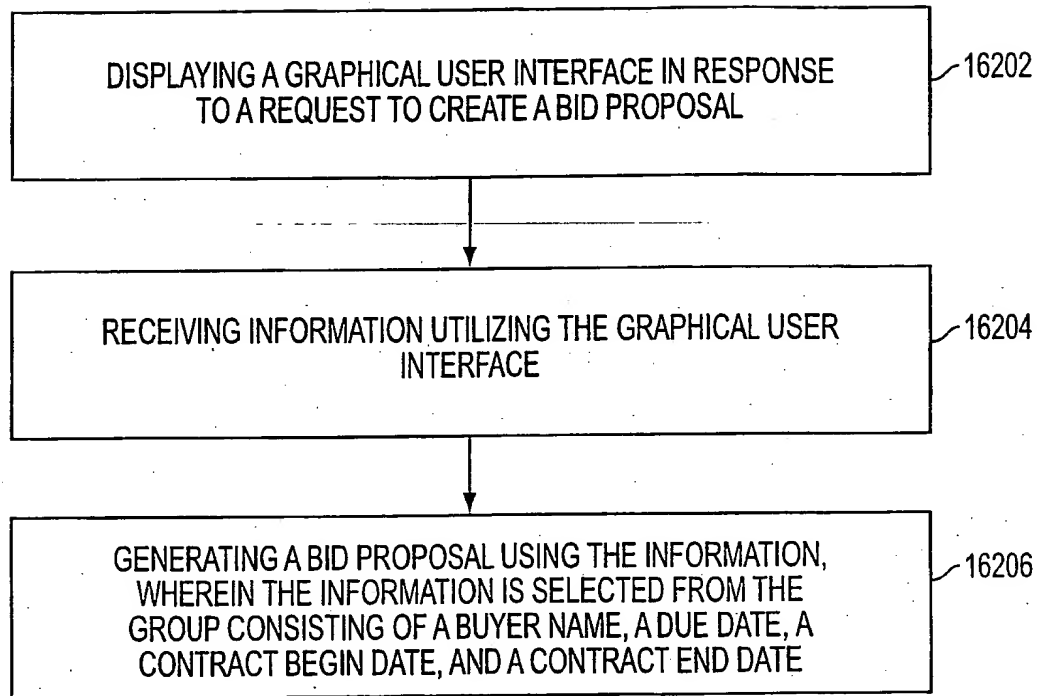 DISPLAYING A GRAPHICAL USER INTERFACE IN RESPONSE
TO A REQUEST TO CREATE A BID PROPOSAL
16202
RECEIVING INFORMATION UTILIZING THE GRAPHICAL USER
INTERFACE
16204
GENERATING A BID PROPOSAL USING THE INFORMATION,
WHEREIN THE INFORMATION IS SELECTED FROM THE
GROUP CONSISTING OF A BUYER NAME, A DUE DATE, A
CONTRACT BEGIN DATE, AND A CONTRACT END DATE
16206